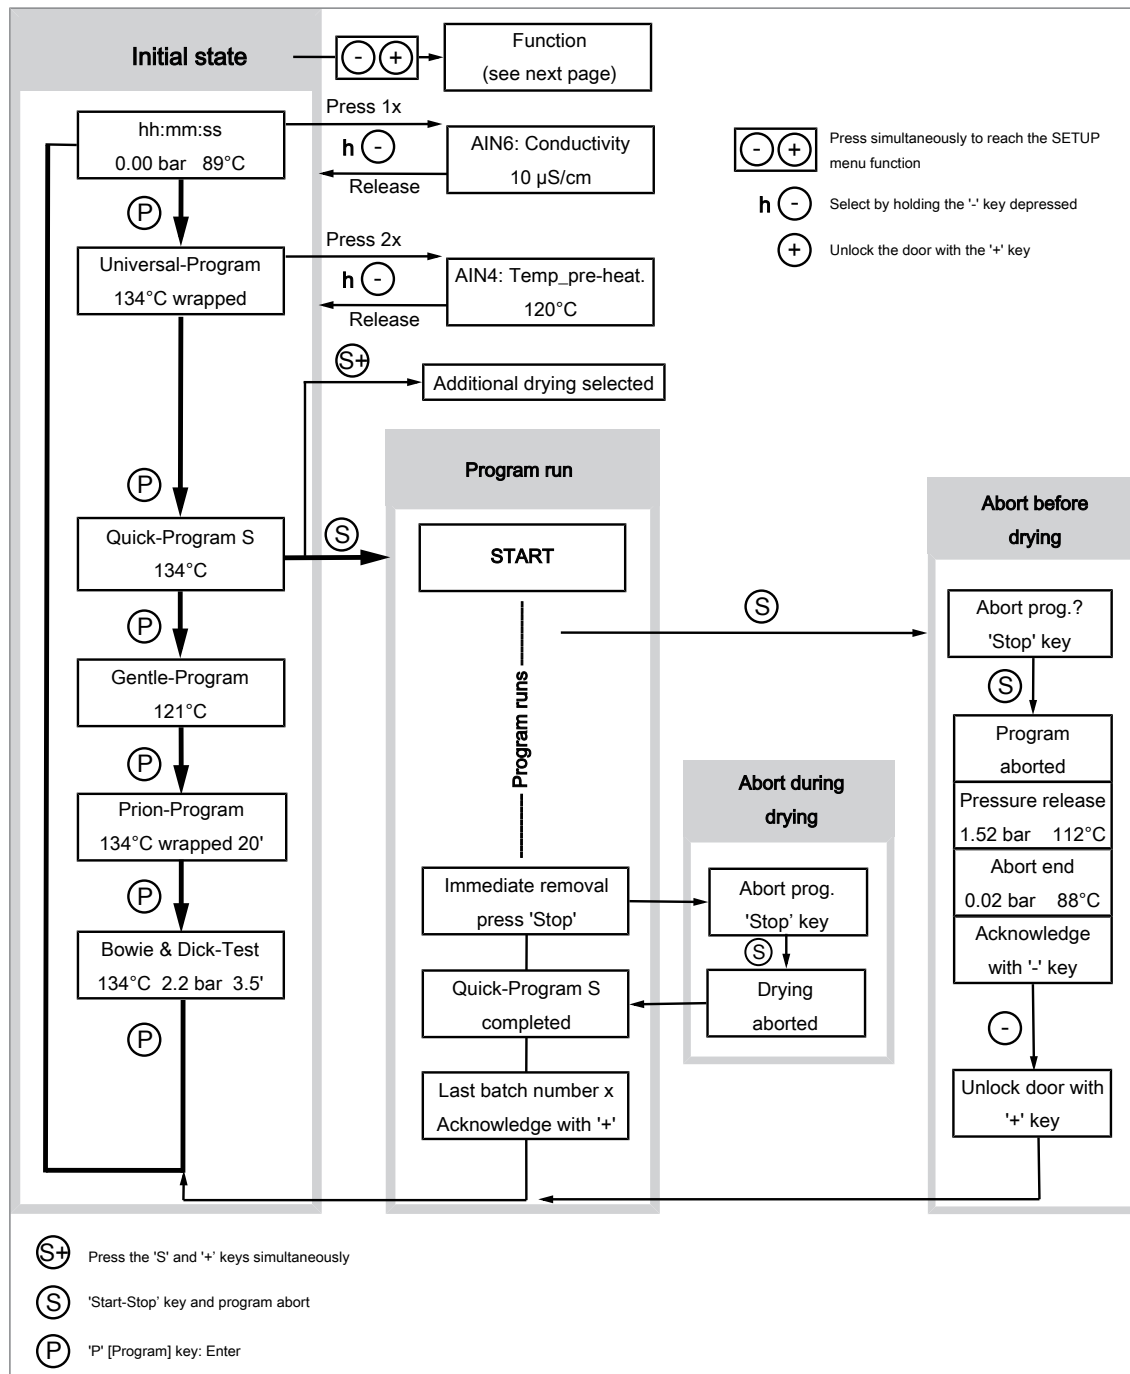 Initial state
- +
Function
(see next page)
hh:mm:ss
0.00 bar 89°C
Press 1x
h -
Release
AIN6: Conductivity
10 µS/cm
- +
Press simultaneously to reach the SETUP
menu function
h -
Select by holding the '-' key depressed
+
Unlock the door with the '+' key
P
Universal-Program
134°C wrapped
Press 2x
h -
Release
AIN4: Temp_pre-heat.
120°C
S+
Additional drying selected
P
Quick-Program S
134°C
S
P
Gentle-Program
121°C
P
Prion-Program
134°C wrapped 20'
P
Bowie & Dick-Test
134°C 2.2 bar 3.5'
P
Program run
START
Program runs
Immediate removal
press 'Stop'
Quick-Program S
completed
Last batch number x
Acknowledge with '+'
Abort during
drying
Abort prog.
'Stop' key
S
Drying
aborted
S
Abort before
drying
Abort prog.?
'Stop' key
S
Program
aborted
Pressure release
1.52 bar 112°C
Abort end
0.02 bar 88°C
Acknowledge
with '-' key
-
Unlock door with
'+' key
S+
Press the 'S' and '+' keys simultaneously
S
'Start-Stop' key and program abort
P
'P' [Program] key: Enter